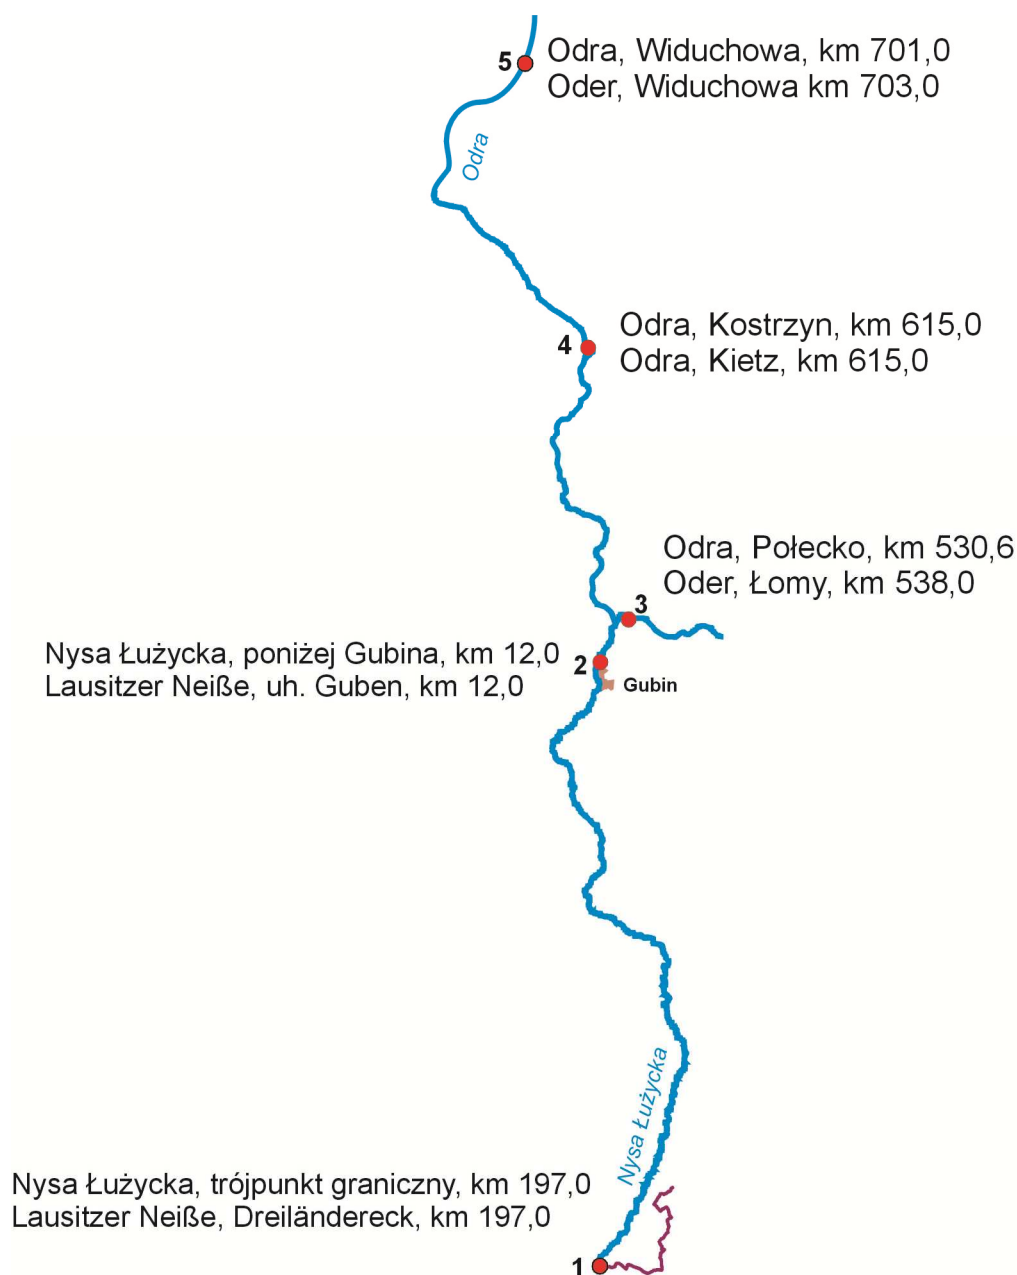 5
Odra, Widuchowa, km 701,0
Oder, Widuchowa km 703,0
Odra
4
Odra, Kostrzyn, km 615,0
Odra, Kietz, km 615,0
Odra, Połecko, km 530,6
Oder, Łomy, km 538,0
3
Nysa Łużycka, poniżej Gubina, km 12,0
Lausitzer Neiße, uh. Guben, km 12,0
2
Gubin
Nysa Łużycka
Nysa Łużycka, trójpunkt graniczny, km 197,0
Lausitzer Neiße, Dreiländereck, km 197,0
1